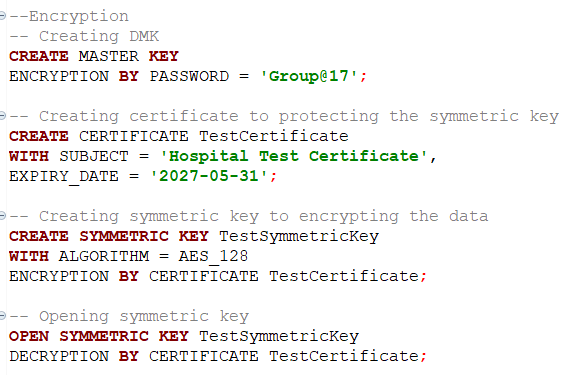 --Encryption
-- Creating DMK
CREATE MASTER KEY
ENCRYPTION BY PASSWORD = 'Group@17';
-- Creating certificate to protecting the symmetric key
CREATE CERTIFICATE TestCertificate
WITH SUBJECT = 'Hospital Test Certificate',
EXPIRY_DATE = '2027-05-31';
-- Creating symmetric key to encrypting the data
CREATE SYMMETRIC KEY TestSymmetricKey
WITH ALGORITHM = AES_128
ENCRYPTION BY CERTIFICATE TestCertificate;
-- Opening symmetric key
OPEN SYMMETRIC KEY TestSymmetricKey
DECRYPTION BY CERTIFICATE TestCertificate;